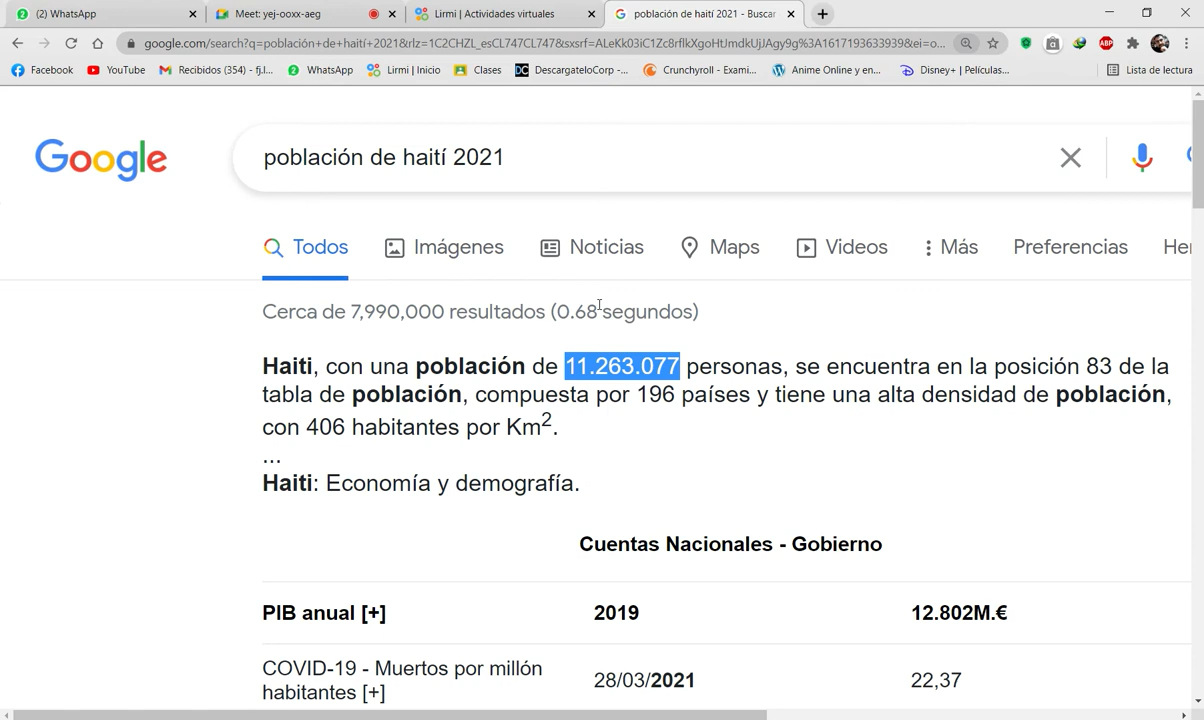 (2) WhatsApp
Meet: yej-ooxx-aeg
Lirmi | Actividades virtuales
población de haití 2021 - Buscar
google.com/search?q=población+de+haití+2021&rlz=1C2CHZL_esCL747CL747&sxsrf=ALeKk03iC1Zc8rflkXgoHtJmdkUjJAgy9g%3A1617193633939&ei=o...
Facebook
YouTube
Recibidos (354) - fj.l...
WhatsApp
Lirmi | Inicio
Clases
DescargateloCorp -...
Crunchyroll - Exami...
Anime Online y en...
Disney+ | Películas...
Lista de lectura
Google
población de haití 2021
Todos
Imágenes
Noticias
Maps
Videos
Más
Preferencias
Her
Cerca de 7,990,000 resultados (0.68 segundos)
Haiti, con una población de 11.263.077 personas, se encuentra en la posición 83 de la
tabla de población, compuesta por 196 países y tiene una alta densidad de población,
con 406 habitantes por Km2.
...
Haiti: Economía y demografía.
Cuentas Nacionales - Gobierno
PIB anual [+] 2019 12.802M.€
COVID-19 - Muertos por millón
habitantes [+] 28/03/2021 22,37